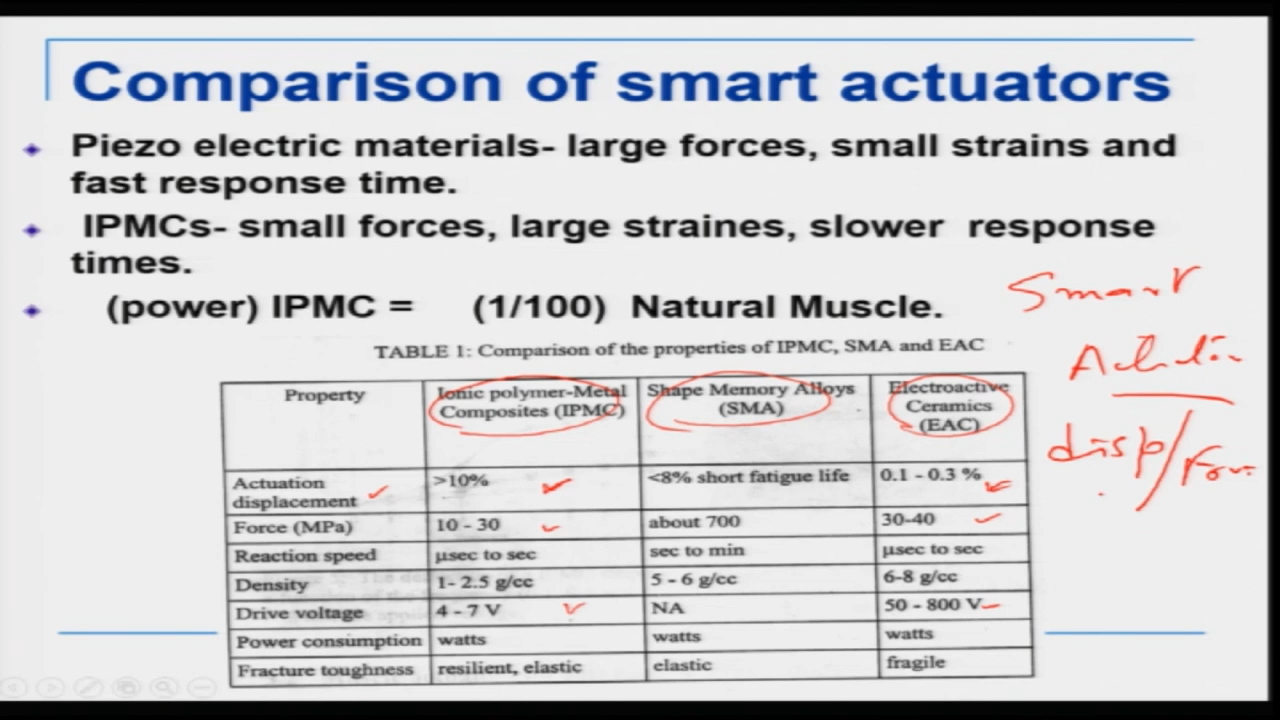 Comparison of smart actuators
Piezo electric materials- large forces, small strains and
fast response time.
IPMCs- small forces, large straines, slower response
times.
(power) IPMC = (1/100) Natural Muscle.
Smart
Actuator
disp/Force
TABLE 1: Comparison of the properties of IPMC, SMA and EAC
Property Ionic polymer-Metal Composites (IPMC) Shape Memory Alloys (SMA) Electroactive Ceramics (EAC)
Actuation displacement >10% <8% short fatigue life 0.1 - 0.3 %
Force (MPa) 10 - 30 about 700 30-40
Reaction speed μsec to sec sec to min μsec to sec
Density 1- 2.5 g/cc 5 - 6 g/cc 6-8 g/cc
Drive voltage 4 - 7 V NA 50 - 800 V
Power consumption watts watts watts
Fracture toughness resilient, elastic elastic fragile